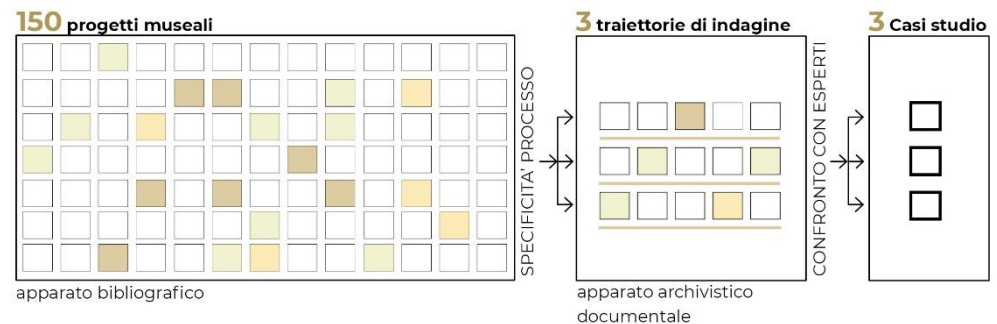 150 progetti museali
3 traiettorie di indagine
3 Casi studio
SPECIFICITA' PROCESSO
CONFRONTO CON ESPERTI
apparato bibliografico
apparato archivistico
documentale